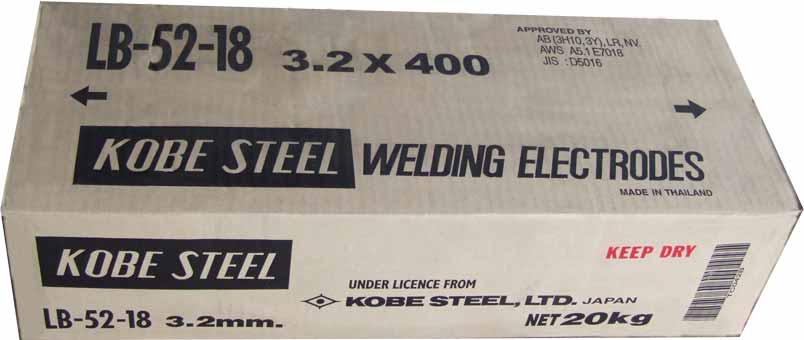 LB-52-18 3.2 X 400
APPROVED BY
AB (3H10,3Y), LR, NV.
AWS A5.1 E7018
JIS : D5016
KOBE STEEL WELDING ELECTRODES
MADE IN THAILAND
KOBE STEEL
KEEP DRY
UNDER LICENCE FROM
KOBE STEEL, LTD. JAPAN
LB-52-18 3.2mm.
NET 20kg